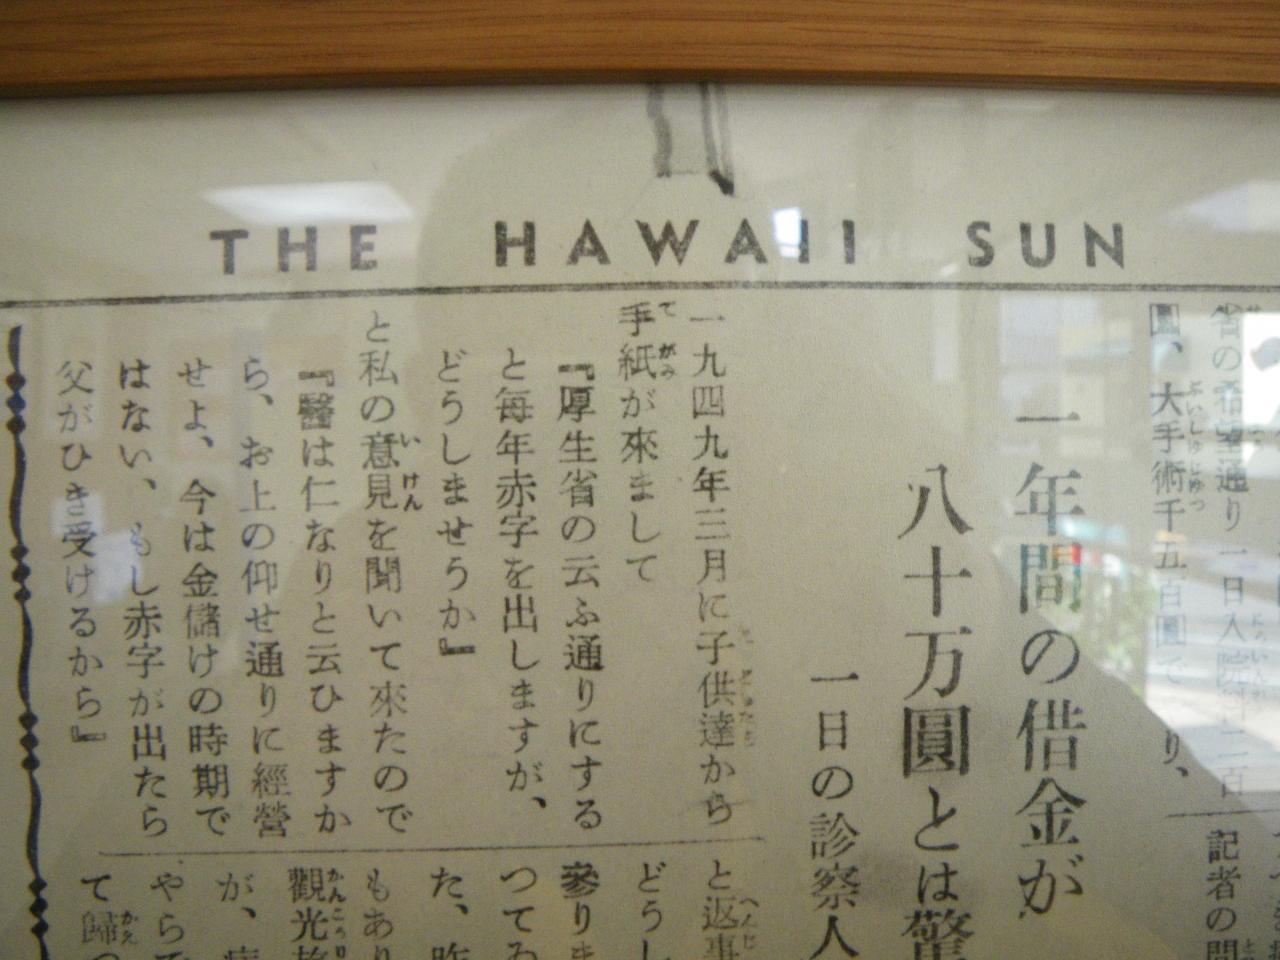 THE HAWAII SUN
省の希望通り一日入院料二百
圓、大手術千五百圓で
り、
一年間の借金が
八十万圓とは驚
一日の診察人
一九四九年三月に子供達から
手紙が來まして
『厚生省の云ふ通りにする
と毎年赤字を出しますが、
どうしませうか』
と私の意見を聞いて來たので
『醫は仁なりと云ひますか
ら、お上の仰せ通りに經營
せよ、今は金儲けの時期で
はない、もし赤字が出たら
父がひき受けるから』
記者の問
と返事
どうし
參りま
つてゐ
た、昨
もあり
觀光旅
が、病
やらで
て歸つ